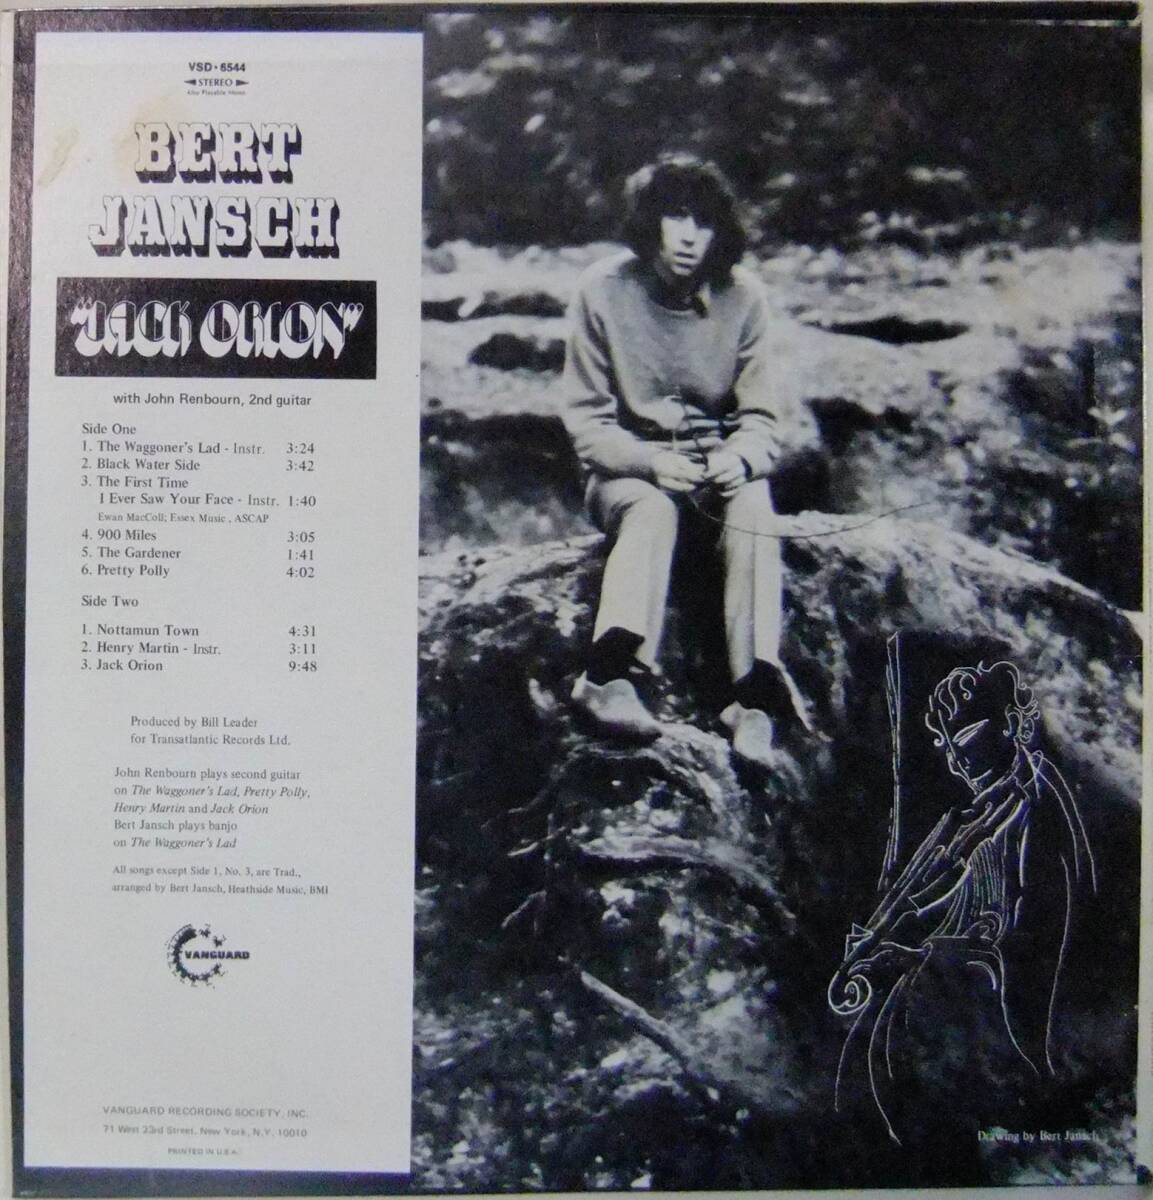 VSD • 6544
STEREO
Also Playable Mono
BERT
JANSCH
"JACK ORION"
with John Renbourn, 2nd guitar
Side One
1. The Waggoner's Lad - Instr. 3:24
2. Black Water Side 3:42
3. The First Time
I Ever Saw Your Face - Instr. 1:40
Ewan MacColl; Essex Music, ASCAP
4. 900 Miles 3:05
5. The Gardener 1:41
6. Pretty Polly 4:02
Side Two
1. Nottamun Town 4:31
2. Henry Martin - Instr. 3:11
3. Jack Orion 9:48
Produced by Bill Leader
for Transatlantic Records Ltd.
John Renbourn plays second guitar
on The Waggoner's Lad, Pretty Polly,
Henry Martin and Jack Orion
Bert Jansch plays banjo
on The Waggoner's Lad
All songs except Side 1, No. 3, are Trad.,
arranged by Bert Jansch, Heathside Music, BMI
VANGUARD
VANGUARD RECORDING SOCIETY, INC.
71 West 23rd Street, New York, N.Y. 10010
PRINTED IN U.S.A.
Drawing by Bert Jansch